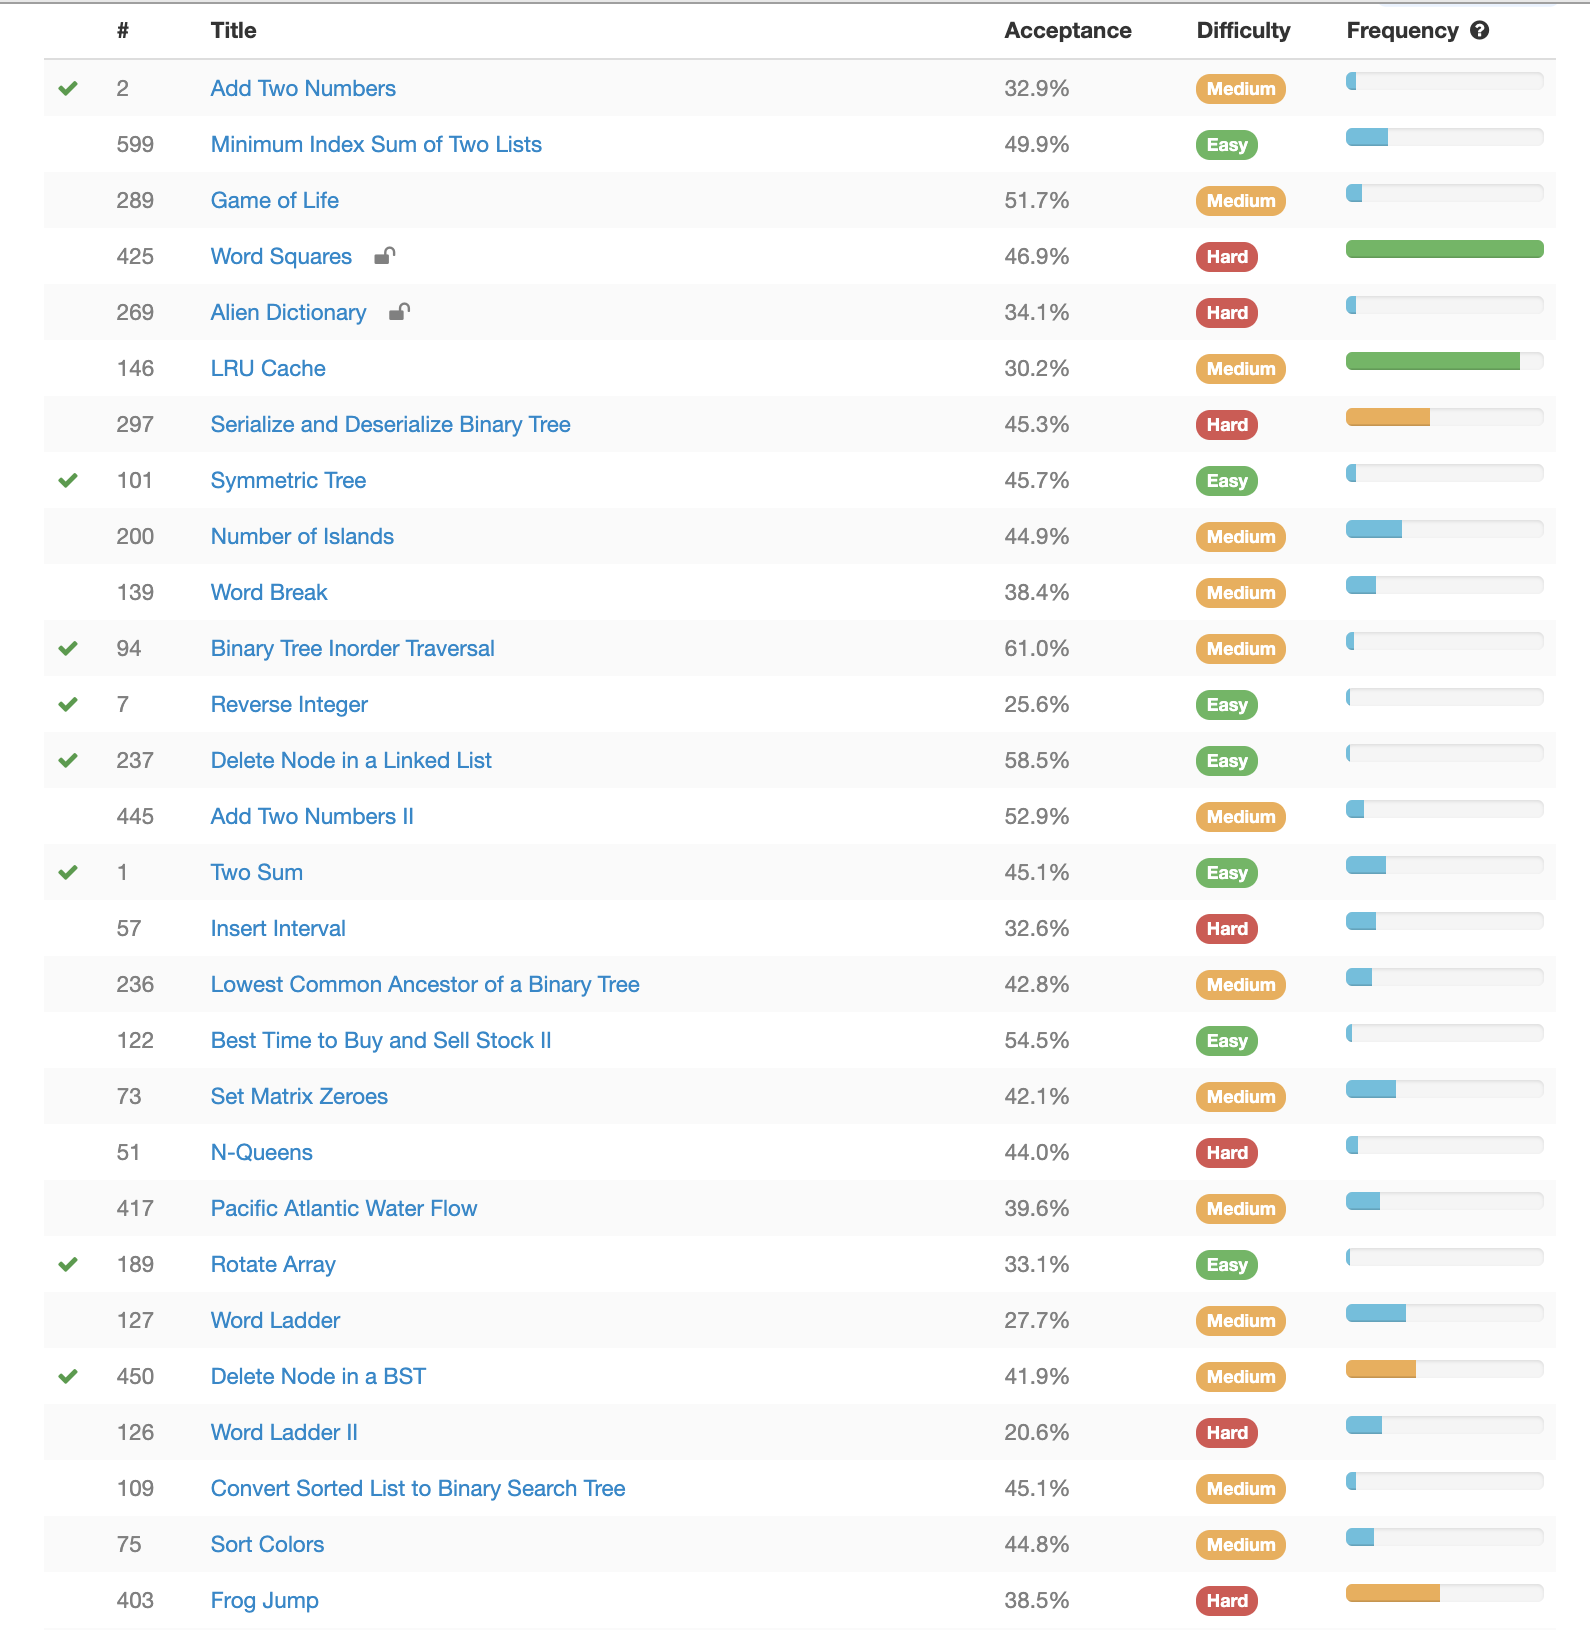 # Title Acceptance Difficulty Frequency
2 Add Two Numbers 32.9% Medium
599 Minimum Index Sum of Two Lists 49.9% Easy
289 Game of Life 51.7% Medium
425 Word Squares 46.9% Hard
269 Alien Dictionary 34.1% Hard
146 LRU Cache 30.2% Medium
297 Serialize and Deserialize Binary Tree 45.3% Hard
101 Symmetric Tree 45.7% Easy
200 Number of Islands 44.9% Medium
139 Word Break 38.4% Medium
94 Binary Tree Inorder Traversal 61.0% Medium
7 Reverse Integer 25.6% Easy
237 Delete Node in a Linked List 58.5% Easy
445 Add Two Numbers II 52.9% Medium
1 Two Sum 45.1% Easy
57 Insert Interval 32.6% Hard
236 Lowest Common Ancestor of a Binary Tree 42.8% Medium
122 Best Time to Buy and Sell Stock II 54.5% Easy
73 Set Matrix Zeroes 42.1% Medium
51 N-Queens 44.0% Hard
417 Pacific Atlantic Water Flow 39.6% Medium
189 Rotate Array 33.1% Easy
127 Word Ladder 27.7% Medium
450 Delete Node in a BST 41.9% Medium
126 Word Ladder II 20.6% Hard
109 Convert Sorted List to Binary Search Tree 45.1% Medium
75 Sort Colors 44.8% Medium
403 Frog Jump 38.5% Hard